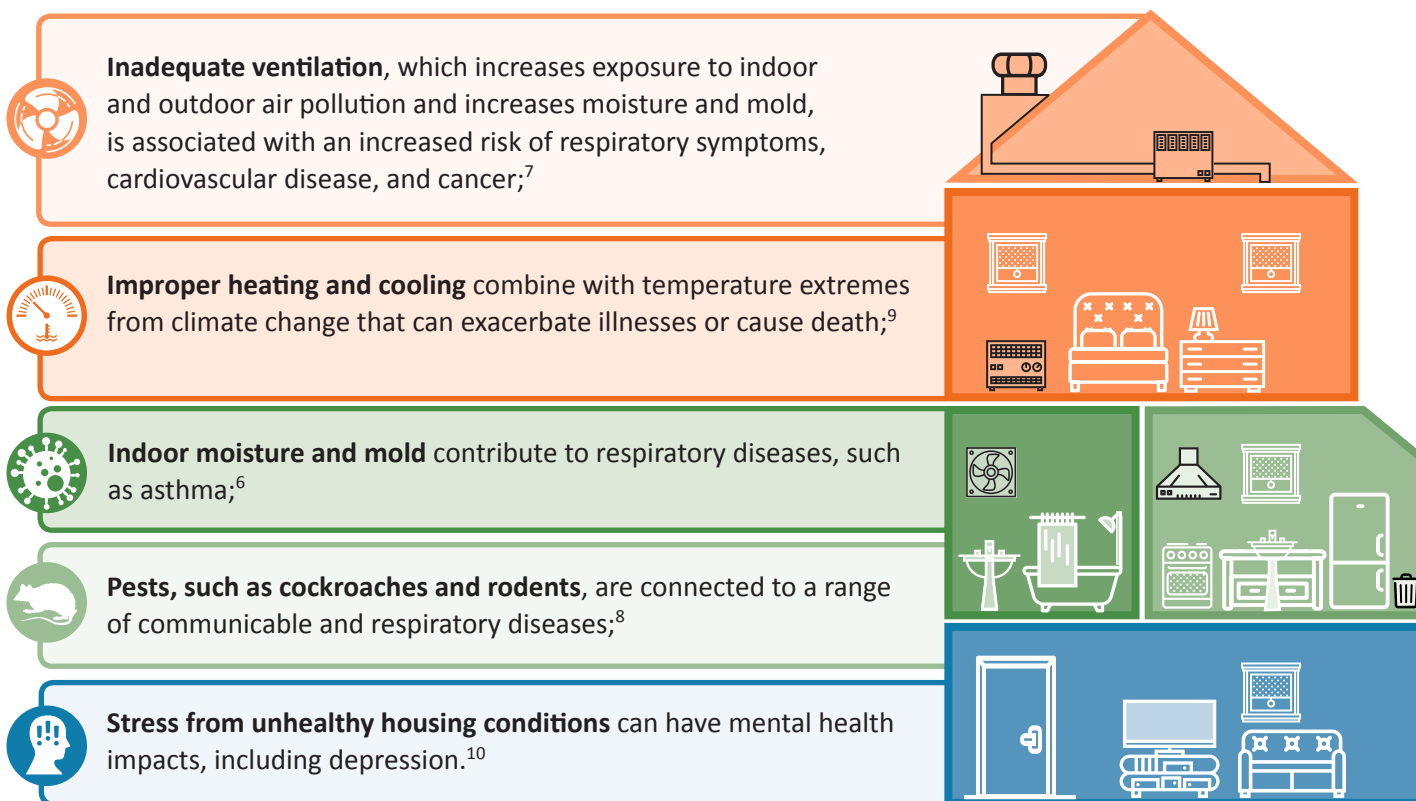 Inadequate ventilation, which increases exposure to indoor
and outdoor air pollution and increases moisture and mold,
is associated with an increased risk of respiratory symptoms,
cardiovascular disease, and cancer;7
Improper heating and cooling combine with temperature extremes
from climate change that can exacerbate illnesses or cause death;9
Indoor moisture and mold contribute to respiratory diseases, such
as asthma;6
Pests, such as cockroaches and rodents, are connected to a range
of communicable and respiratory diseases;8
Stress from unhealthy housing conditions can have mental health
impacts, including depression.10